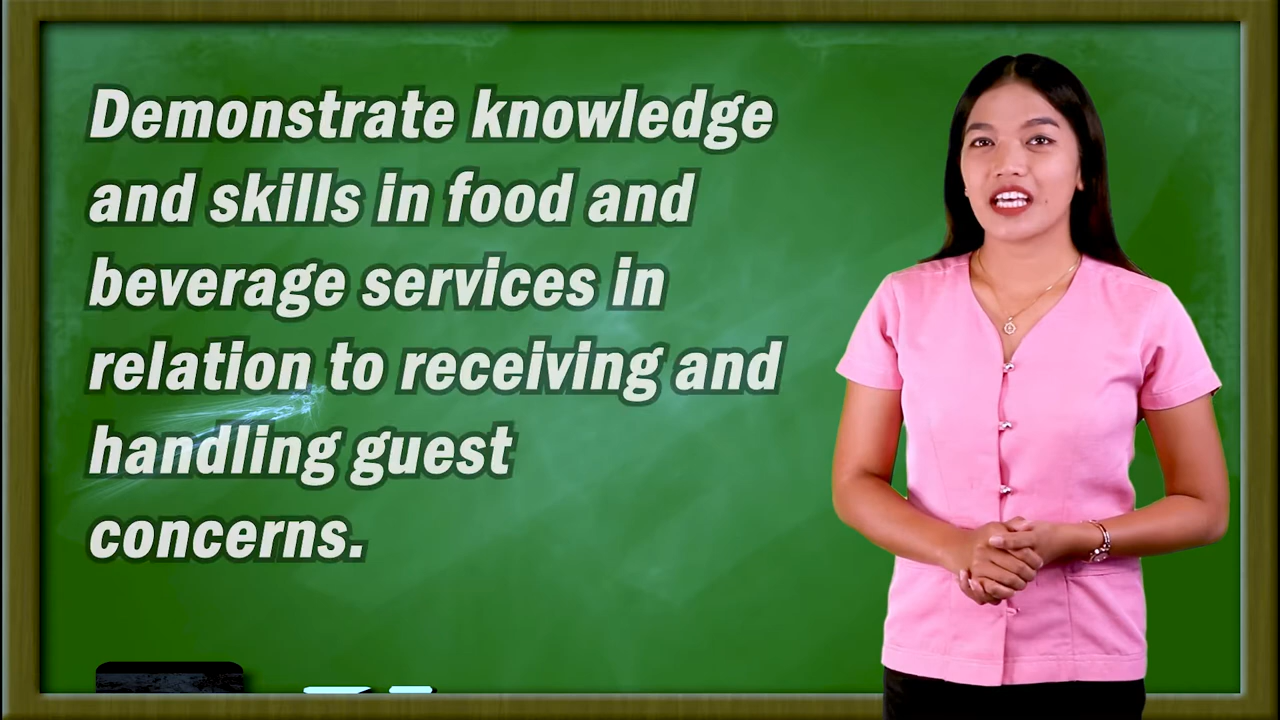 Demonstrate knowledge
and skills in food and
beverage services in
relation to receiving and
handling guest
concerns.